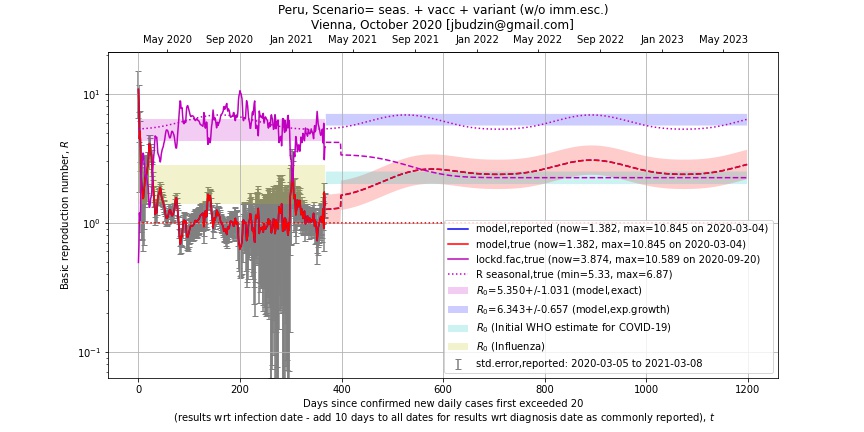 Peru, Scenario= seas. + vacc + variant (w/o imm.esc.)
Vienna, October 2020 [jbudzin@gmail.com]
May 2020 Sep 2020 Jan 2021 May 2021 Sep 2021 Jan 2022 May 2022 Sep 2022 Jan 2023 May 2023
Basic reproduction number, R
10¹
10⁰
10⁻¹
model,reported (now=1.382, max=10.845 on 2020-03-04)
model,true (now=1.382, max=10.845 on 2020-03-04)
lockd.fac,true (now=3.874, max=10.589 on 2020-09-20)
R seasonal,true (min=5.33, max=6.87)
R₀=5.350+/-1.031 (model,exact)
R₀=6.343+/-0.657 (model,exp.growth)
R₀ (Initial WHO estimate for COVID-19)
R₀ (Influenza)
std.error,reported: 2020-03-05 to 2021-03-08
0 200 400 600 800 1000 1200
Days since confirmed new daily cases first exceeded 20
(results wrt infection date - add 10 days to all dates for results wrt diagnosis date as commonly reported), t